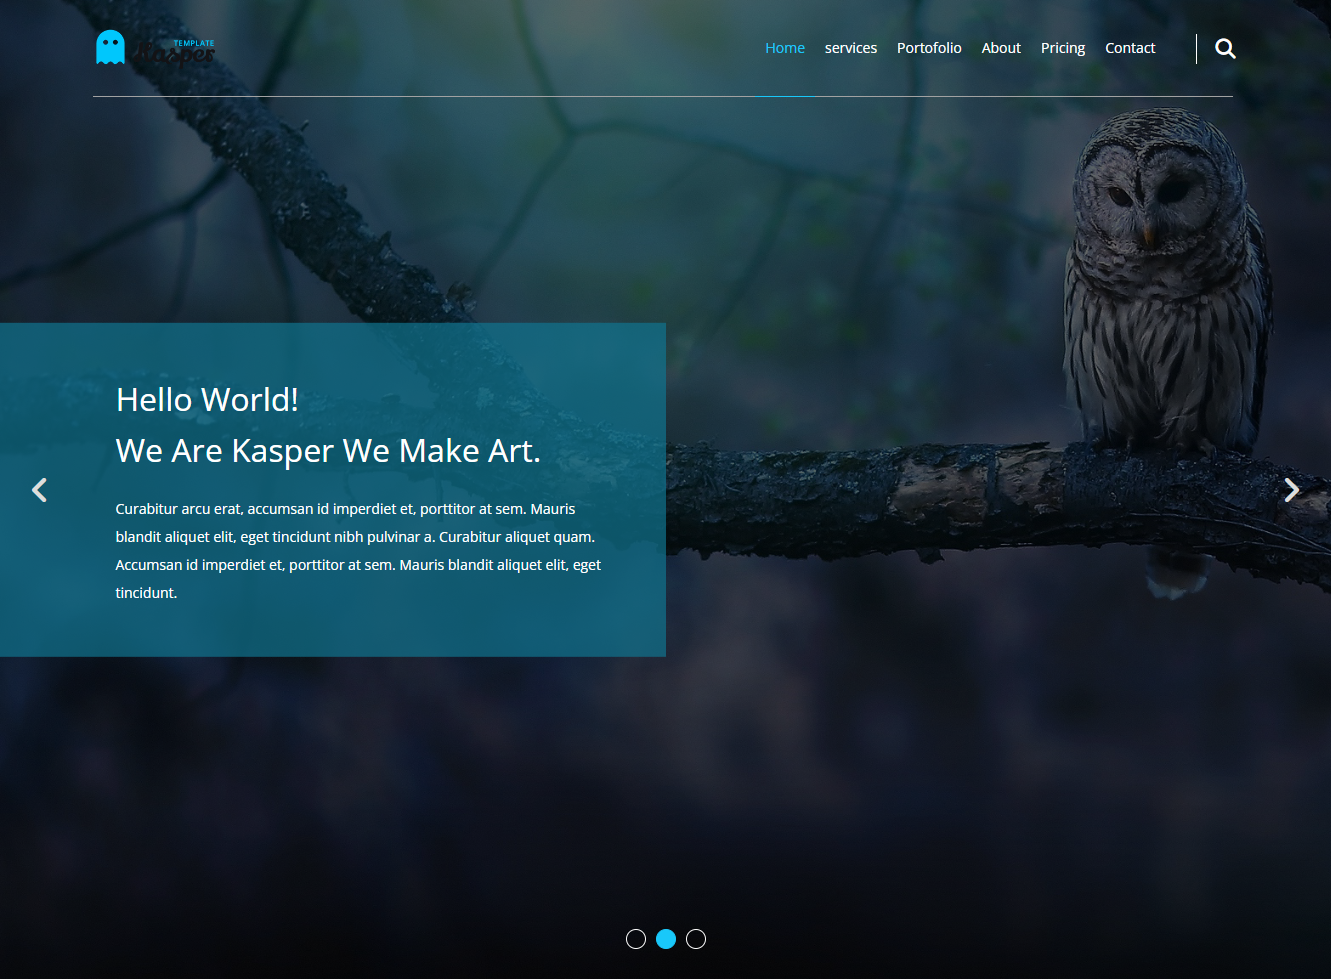 TEMPLATE
Kasper
Home services Portofolio About Pricing Contact
Hello World!
We Are Kasper We Make Art.
Curabitur arcu erat, accumsan id imperdiet et, porttitor at sem. Mauris
blandit aliquet elit, eget tincidunt nibh pulvinar a. Curabitur aliquet quam.
Accumsan id imperdiet et, porttitor at sem. Mauris blandit aliquet elit, eget
tincidunt.